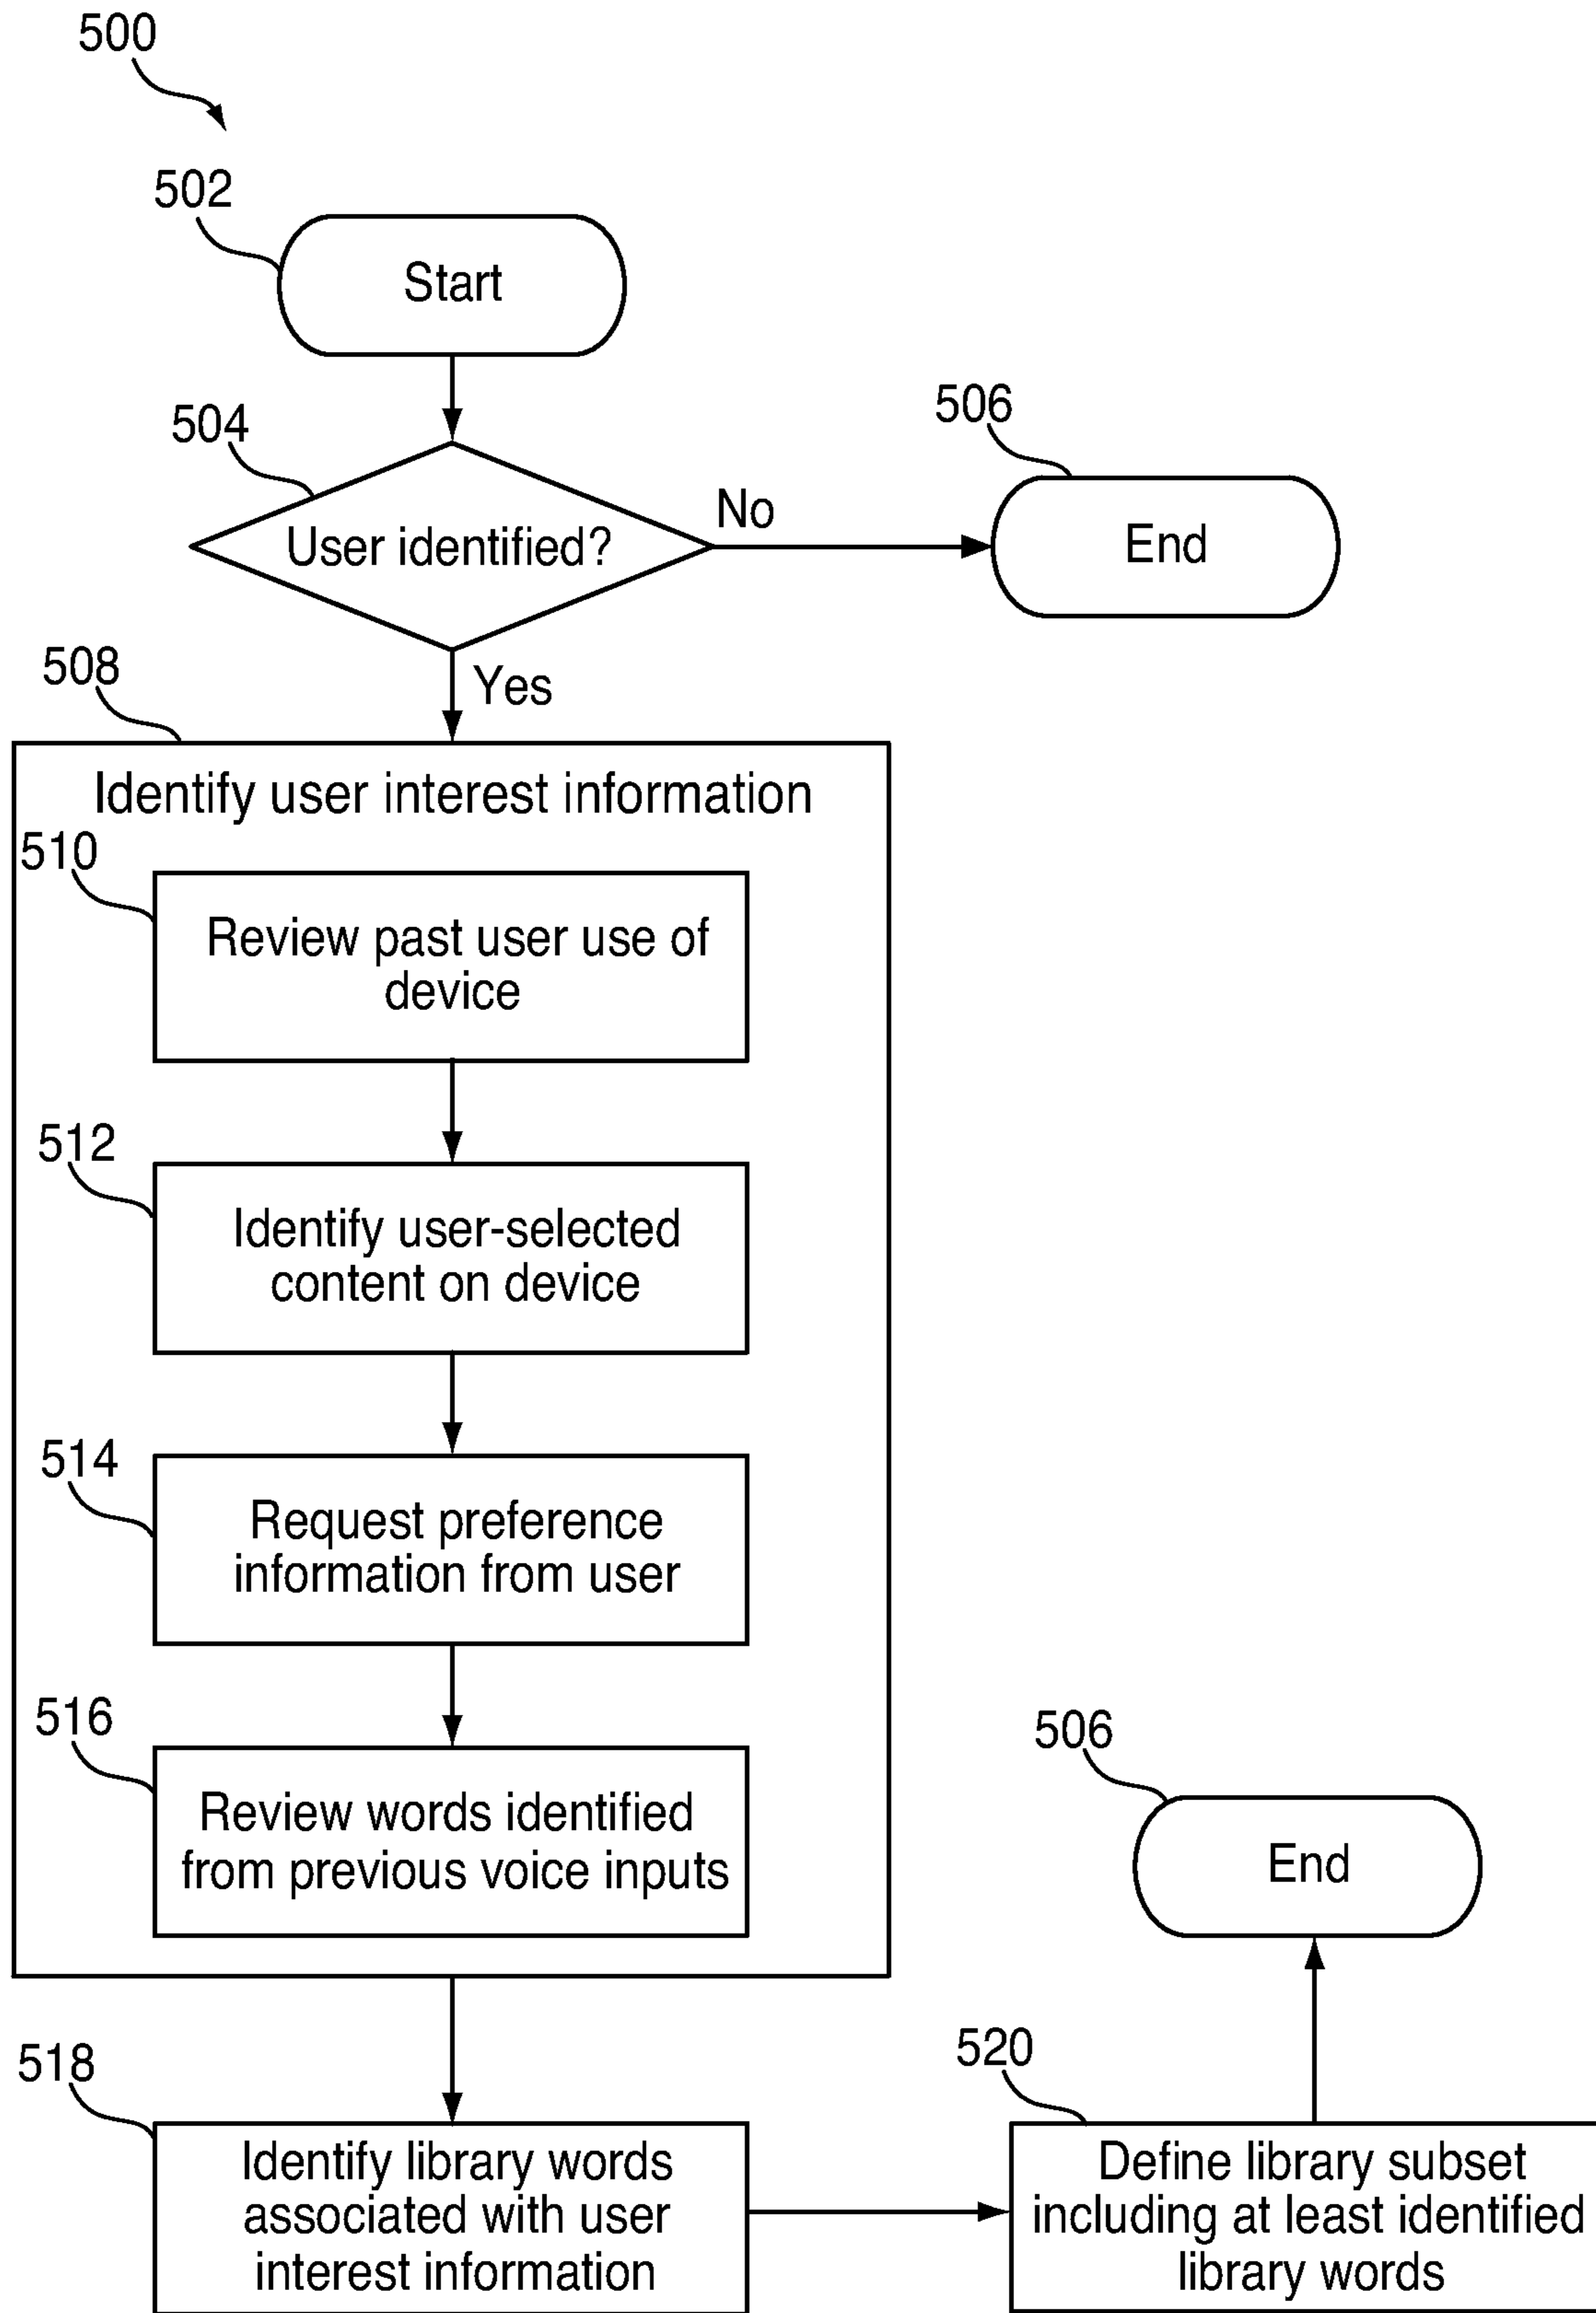 500
502
Start
504
User identified?
No
506
End
Yes
508
Identify user interest information
510
Review past user use of
device
512
Identify user-selected
content on device
514
Request preference
information from user
516
Review words identified
from previous voice inputs
506
End
518
Identify library words
associated with user
interest information
520
Define library subset
including at least identified
library words